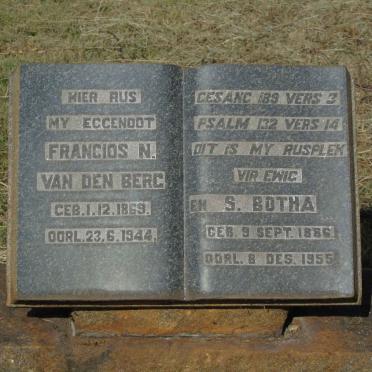 HIER RUS
MY EGGENOOT
FRANCIOS N.
VAN DEN BERG
GEB.1.12.1869.
OORL.23.6.1944.
GESANG 189 VERS 3
PSALM 132 VERS 14
DIT IS MY RUSPLEK
VIR EWIG
EN S. BOTHA
GEB. 9 SEPT. 1886
OORL. 8 DES. 1955